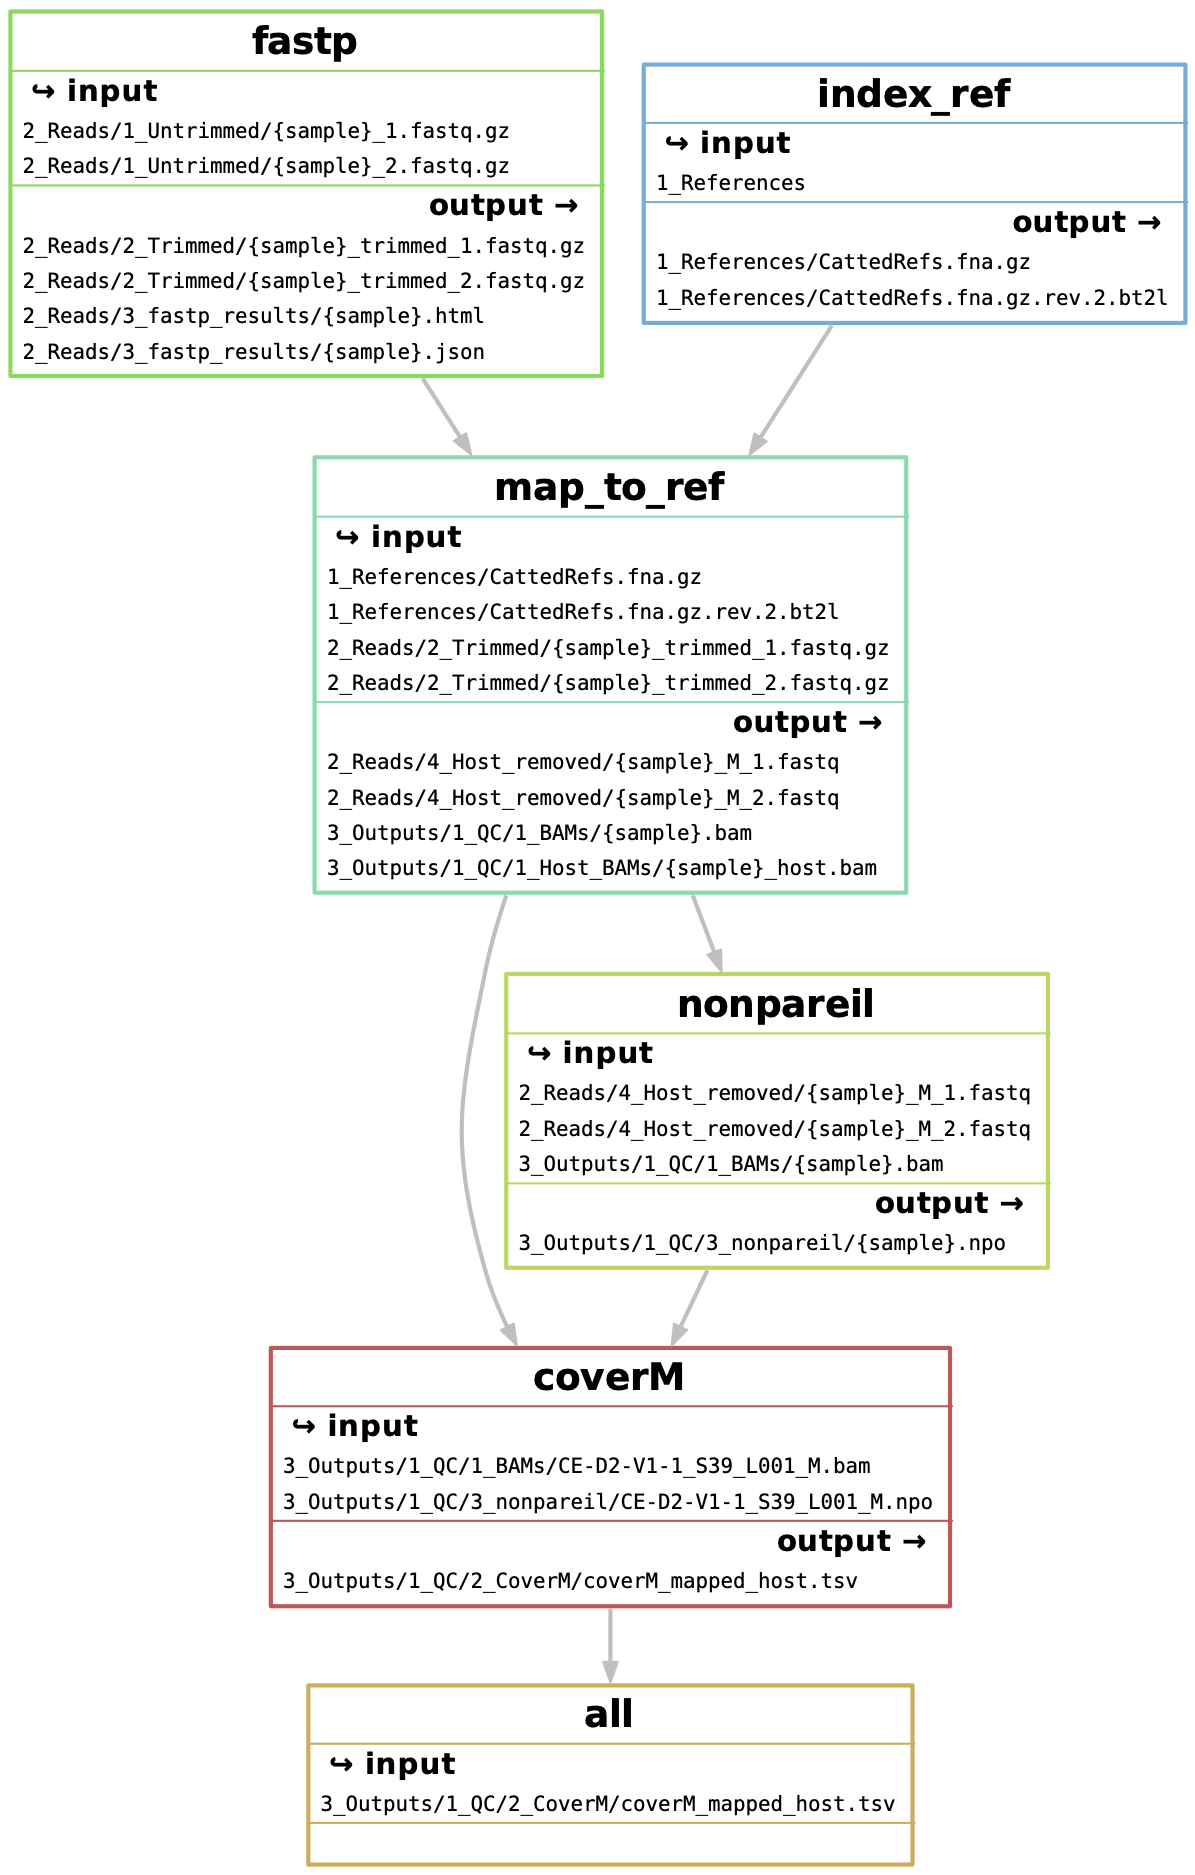 fastp
↪ input
2_Reads/1_Untrimmed/{sample}_1.fastq.gz
2_Reads/1_Untrimmed/{sample}_2.fastq.gz
output →
2_Reads/2_Trimmed/{sample}_trimmed_1.fastq.gz
2_Reads/2_Trimmed/{sample}_trimmed_2.fastq.gz
2_Reads/3_fastp_results/{sample}.html
2_Reads/3_fastp_results/{sample}.json
index_ref
↪ input
1_References
output →
1_References/CattedRefs.fna.gz
1_References/CattedRefs.fna.gz.rev.2.bt2l
map_to_ref
↪ input
1_References/CattedRefs.fna.gz
1_References/CattedRefs.fna.gz.rev.2.bt2l
2_Reads/2_Trimmed/{sample}_trimmed_1.fastq.gz
2_Reads/2_Trimmed/{sample}_trimmed_2.fastq.gz
output →
2_Reads/4_Host_removed/{sample}_M_1.fastq
2_Reads/4_Host_removed/{sample}_M_2.fastq
3_Outputs/1_QC/1_BAMs/{sample}.bam
3_Outputs/1_QC/1_Host_BAMs/{sample}_host.bam
nonpareil
↪ input
2_Reads/4_Host_removed/{sample}_M_1.fastq
2_Reads/4_Host_removed/{sample}_M_2.fastq
3_Outputs/1_QC/1_BAMs/{sample}.bam
output →
3_Outputs/1_QC/3_nonpareil/{sample}.npo
coverM
↪ input
3_Outputs/1_QC/1_BAMs/CE-D2-V1-1_S39_L001_M.bam
3_Outputs/1_QC/3_nonpareil/CE-D2-V1-1_S39_L001_M.npo
output →
3_Outputs/1_QC/2_CoverM/coverM_mapped_host.tsv
all
↪ input
3_Outputs/1_QC/2_CoverM/coverM_mapped_host.tsv